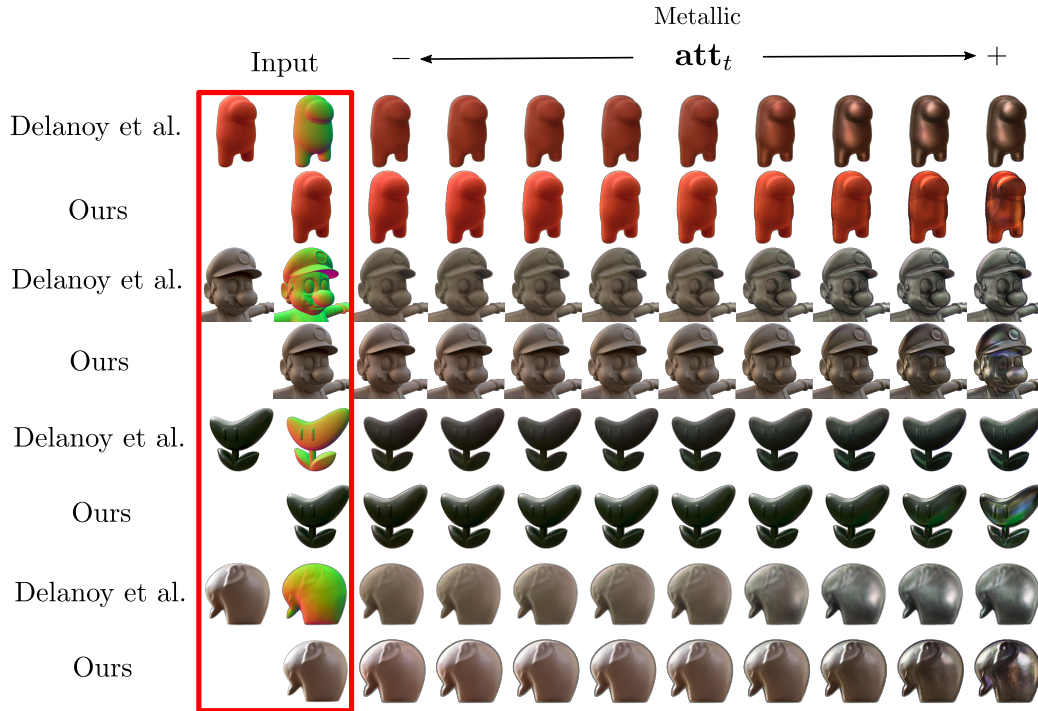 Metallic
Input − att_t +
Delanoy et al.
Ours
Delanoy et al.
Ours
Delanoy et al.
Ours
Delanoy et al.
Ours